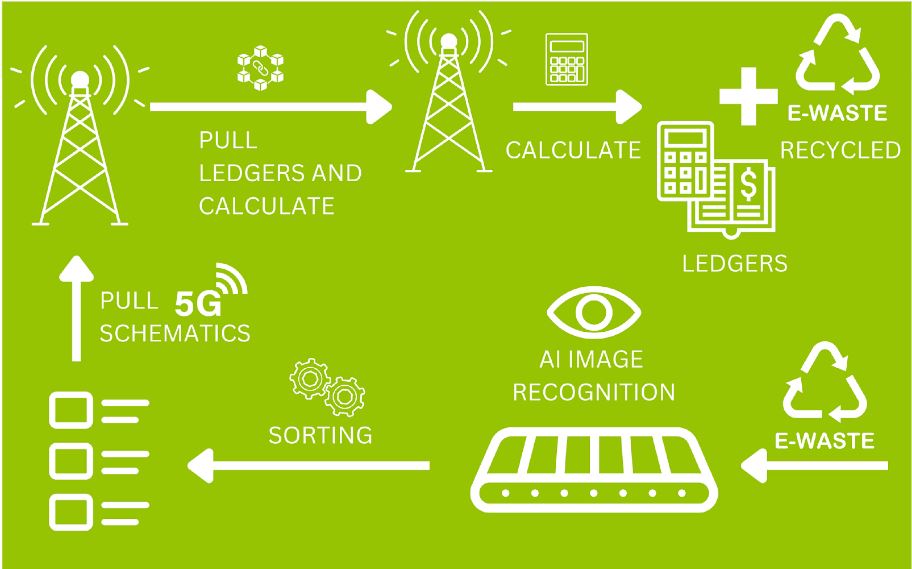 PULL
LEDGERS AND
CALCULATE
CALCULATE
E-WASTE
RECYCLED
$
LEDGERS
PULL 5G
SCHEMATICS
AI IMAGE
RECOGNITION
SORTING
E-WASTE